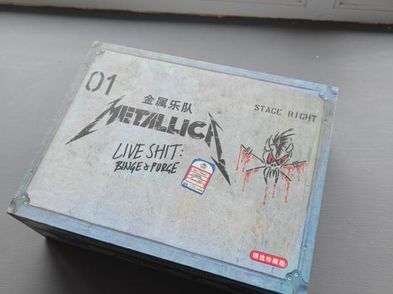 01
金属乐队
METALLICA
STAGE RIGHT
LIVE SHIT:
BINGE & PURGE
精选珍藏版